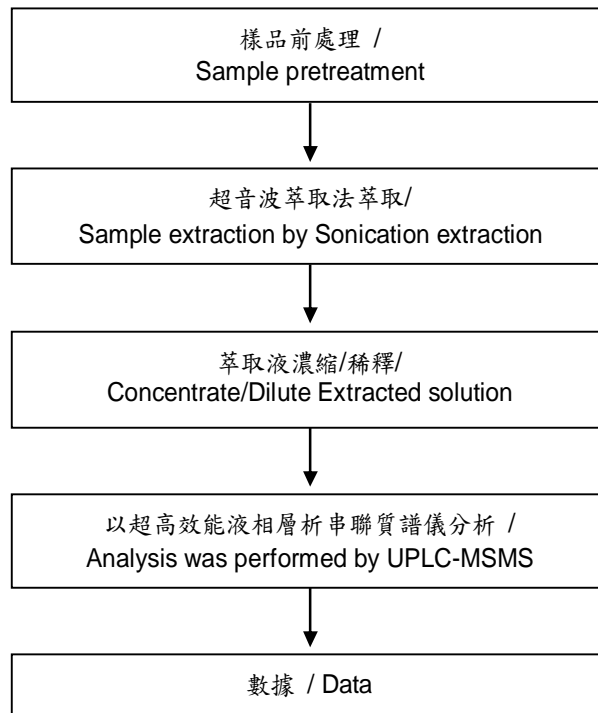 樣品前處理 /
Sample pretreatment
超音波萃取法萃取/
Sample extraction by Sonication extraction
萃取液濃縮/稀釋/
Concentrate/Dilute Extracted solution
以超高效能液相層析串聯質譜儀分析 /
Analysis was performed by UPLC-MSMS
數據 / Data